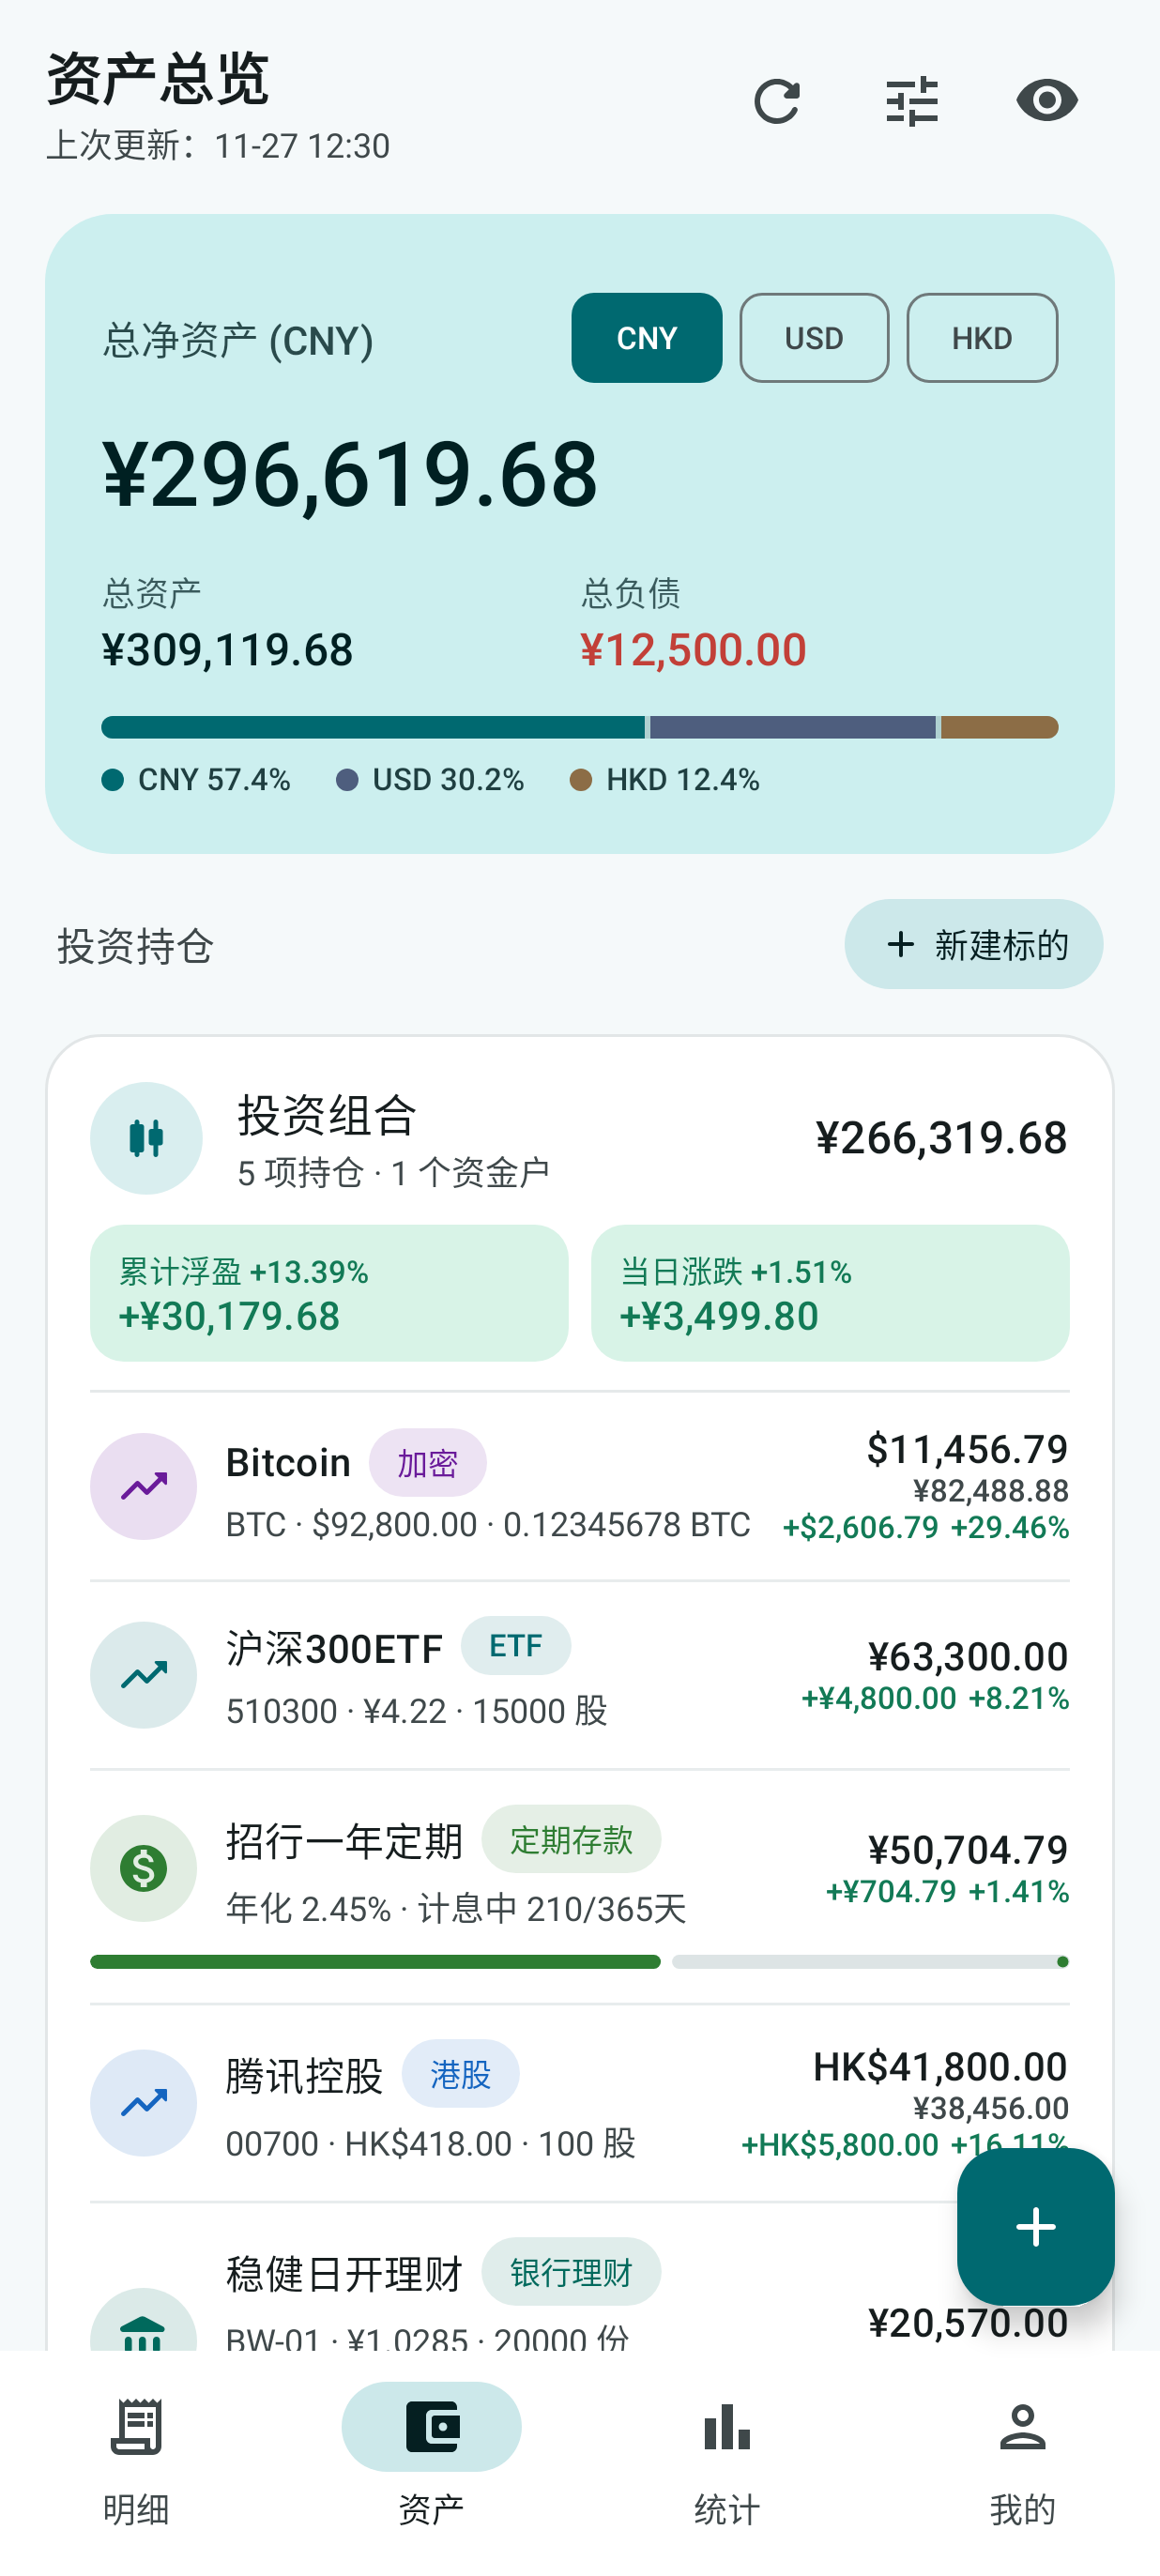 资产总览
上次更新：11-27 12:30
总净资产 (CNY)
CNY
USD
HKD
¥296,619.68
总资产
总负债
¥309,119.68
¥12,500.00
CNY 57.4%
USD 30.2%
HKD 12.4%
投资持仓
+ 新建标的
投资组合
5 项持仓 · 1 个资金户
¥266,319.68
累计浮盈 +13.39%
+¥30,179.68
当日涨跌 +1.51%
+¥3,499.80
Bitcoin 加密
BTC · $92,800.00 · 0.12345678 BTC
$11,456.79
¥82,488.88
+$2,606.79 +29.46%
沪深300ETF ETF
510300 · ¥4.22 · 15000 股
¥63,300.00
+¥4,800.00 +8.21%
招行一年定期 定期存款
年化 2.45% · 计息中 210/365天
¥50,704.79
+¥704.79 +1.41%
腾讯控股 港股
00700 · HK$418.00 · 100 股
HK$41,800.00
¥38,456.00
+HK$5,800.00 +16.11%
稳健日开理财 银行理财
BW-01 · ¥1.0285 · 20000 份
¥20,570.00
明细
资产
统计
我的